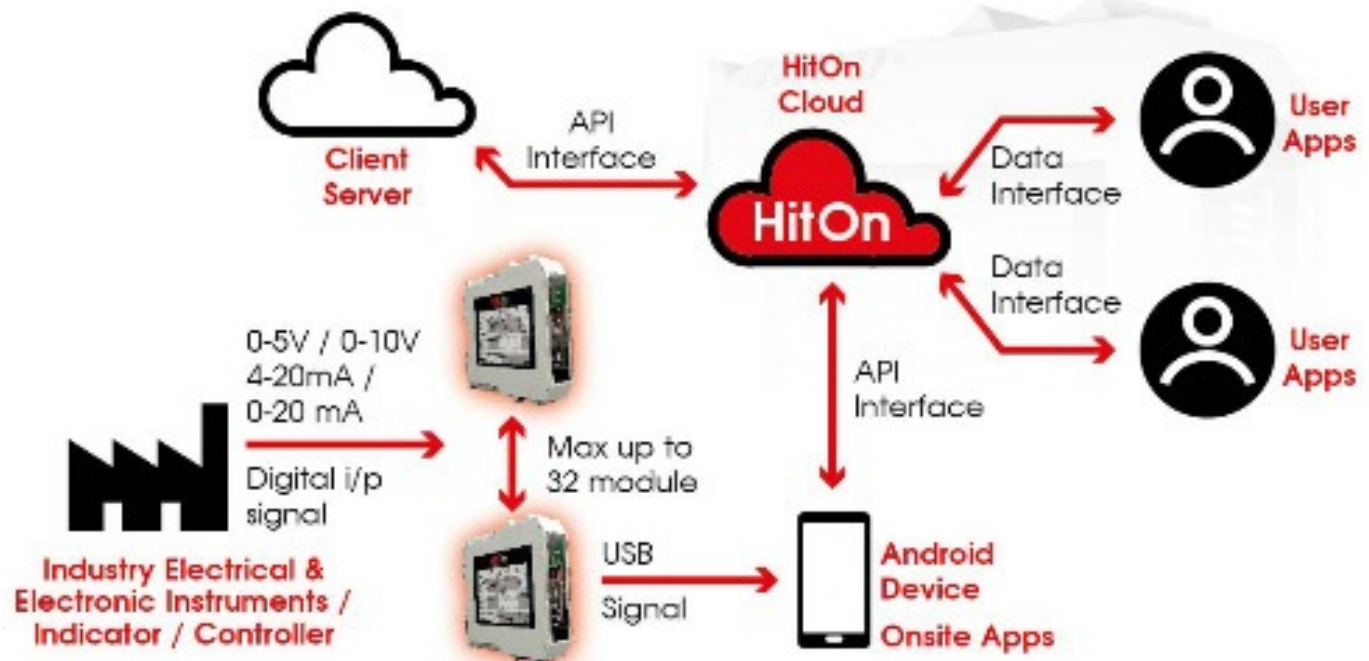 HitOn
Cloud
User
Apps
API
Interface
Client
Server
Data
Interface
HitOn
Data
Interface
User
Apps
0-5V / 0-10V
4-20mA /
0-20 mA
API
Interface
Max up to
32 module
Digital i/p
signal
USB
Signal
Android
Device
Onsite Apps
Industry Electrical &
Electronic Instruments /
Indicator / Controller